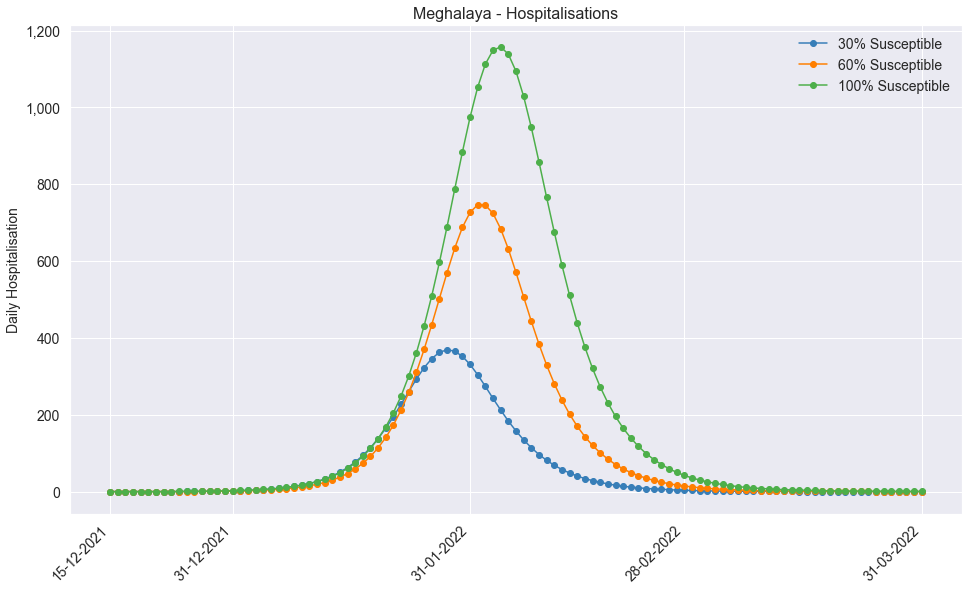 Meghalaya - Hospitalisations
1,200
1,000
800
600
400
200
0
Daily Hospitalisation
30% Susceptible
60% Susceptible
100% Susceptible
15-12-2021
31-12-2021
31-01-2022
28-02-2022
31-03-2022